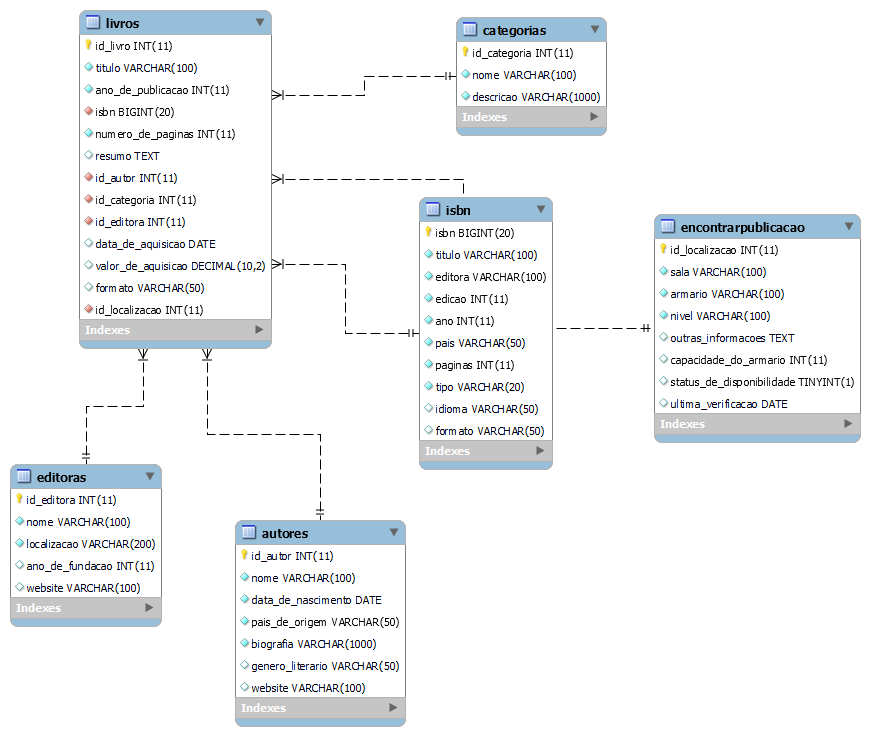 livros
id_livro INT(11)
titulo VARCHAR(100)
ano_de_publicacao INT(11)
isbn BIGINT(20)
numero_de_paginas INT(11)
resumo TEXT
id_autor INT(11)
id_categoria INT(11)
id_editora INT(11)
data_de_aquisicao DATE
valor_de_aquisicao DECIMAL(10,2)
formato VARCHAR(50)
id_localizacao INT(11)
Indexes
categorias
id_categoria INT(11)
nome VARCHAR(100)
descricao VARCHAR(1000)
Indexes
isbn
isbn BIGINT(20)
titulo VARCHAR(100)
editora VARCHAR(100)
edicao INT(11)
ano INT(11)
pais VARCHAR(50)
paginas INT(11)
tipo VARCHAR(20)
idioma VARCHAR(50)
formato VARCHAR(50)
Indexes
encontrarpublicacao
id_localizacao INT(11)
sala VARCHAR(100)
armario VARCHAR(100)
nivel VARCHAR(100)
outras_informacoes TEXT
capacidade_do_armario INT(11)
status_de_disponibilidade TINYINT(1)
ultima_verificacao DATE
Indexes
editoras
id_editora INT(11)
nome VARCHAR(100)
localizacao VARCHAR(200)
ano_de_fundacao INT(11)
website VARCHAR(100)
Indexes
autores
id_autor INT(11)
nome VARCHAR(100)
data_de_nascimento DATE
pais_de_origem VARCHAR(50)
biografia VARCHAR(1000)
genero_literario VARCHAR(50)
website VARCHAR(100)
Indexes